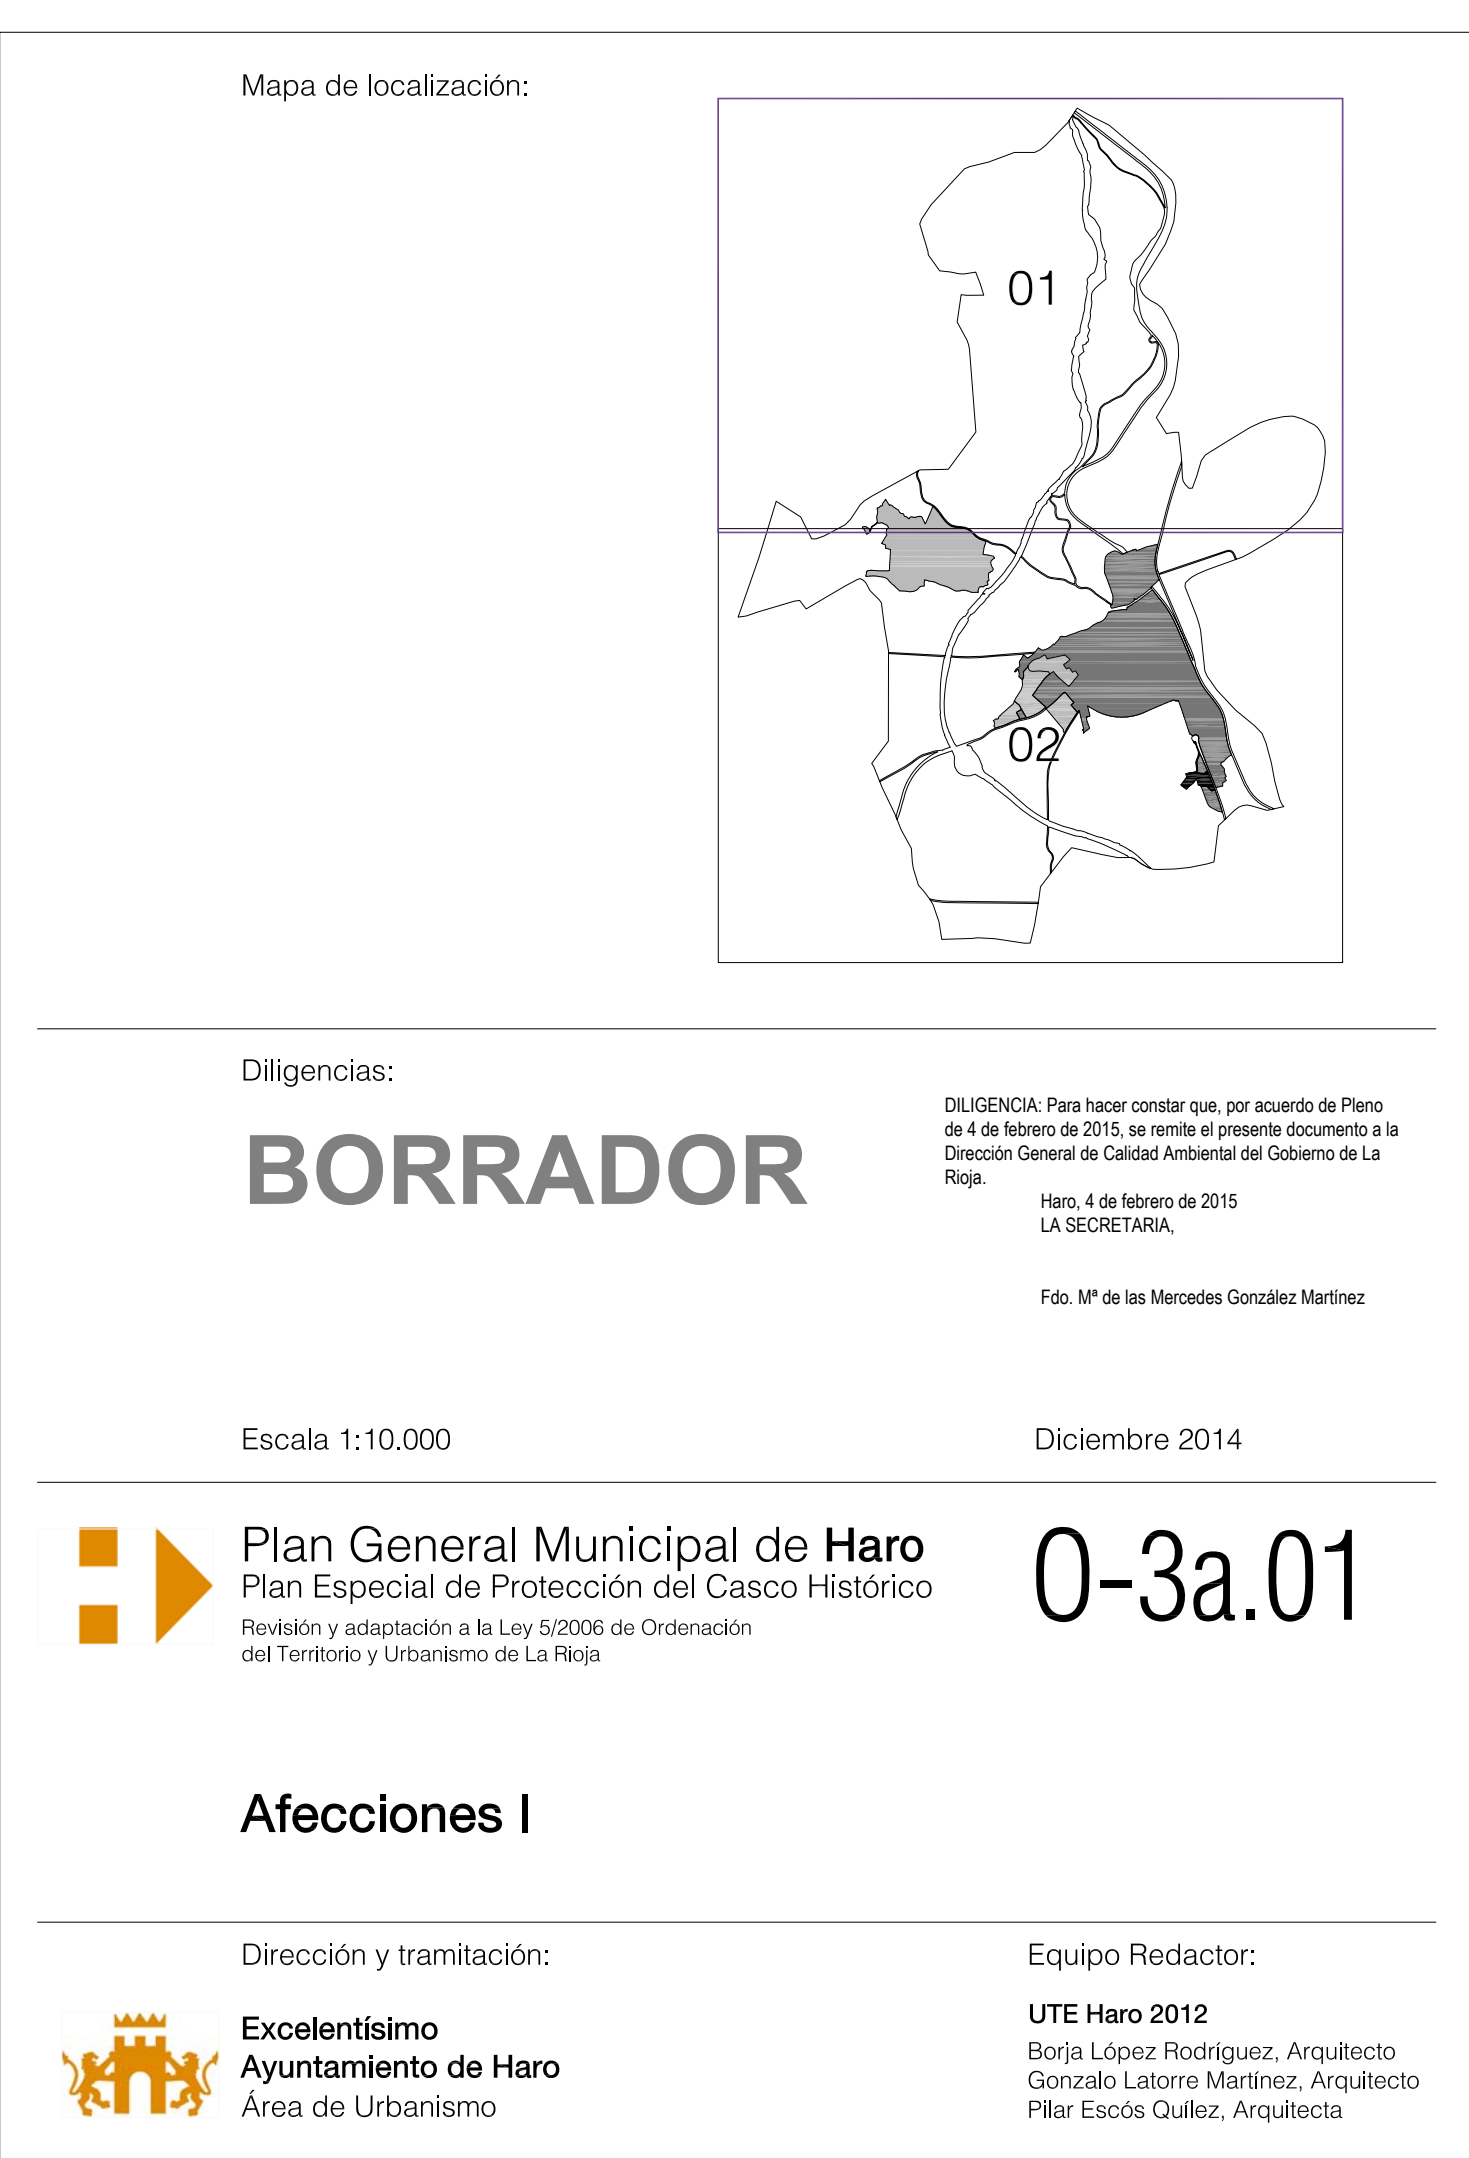 Mapa de localización:
01
02
Diligencias:
BORRADOR
DILIGENCIA: Para hacer constar que, por acuerdo de Pleno
de 4 de febrero de 2015, se remite el presente documento a la
Dirección General de Calidad Ambiental del Gobierno de La
Rioja.
Haro, 4 de febrero de 2015
LA SECRETARIA,
Fdo. Mª de las Mercedes González Martínez
Escala 1:10.000
Diciembre 2014
Plan General Municipal de Haro
Plan Especial de Protección del Casco Histórico
Revisión y adaptación a la Ley 5/2006 de Ordenación
del Territorio y Urbanismo de La Rioja
O-3a.01
Afecciones I
Dirección y tramitación:
Excelentísimo
Ayuntamiento de Haro
Área de Urbanismo
Equipo Redactor:
UTE Haro 2012
Borja López Rodríguez, Arquitecto
Gonzalo Latorre Martínez, Arquitecto
Pilar Escós Quílez, Arquitecta